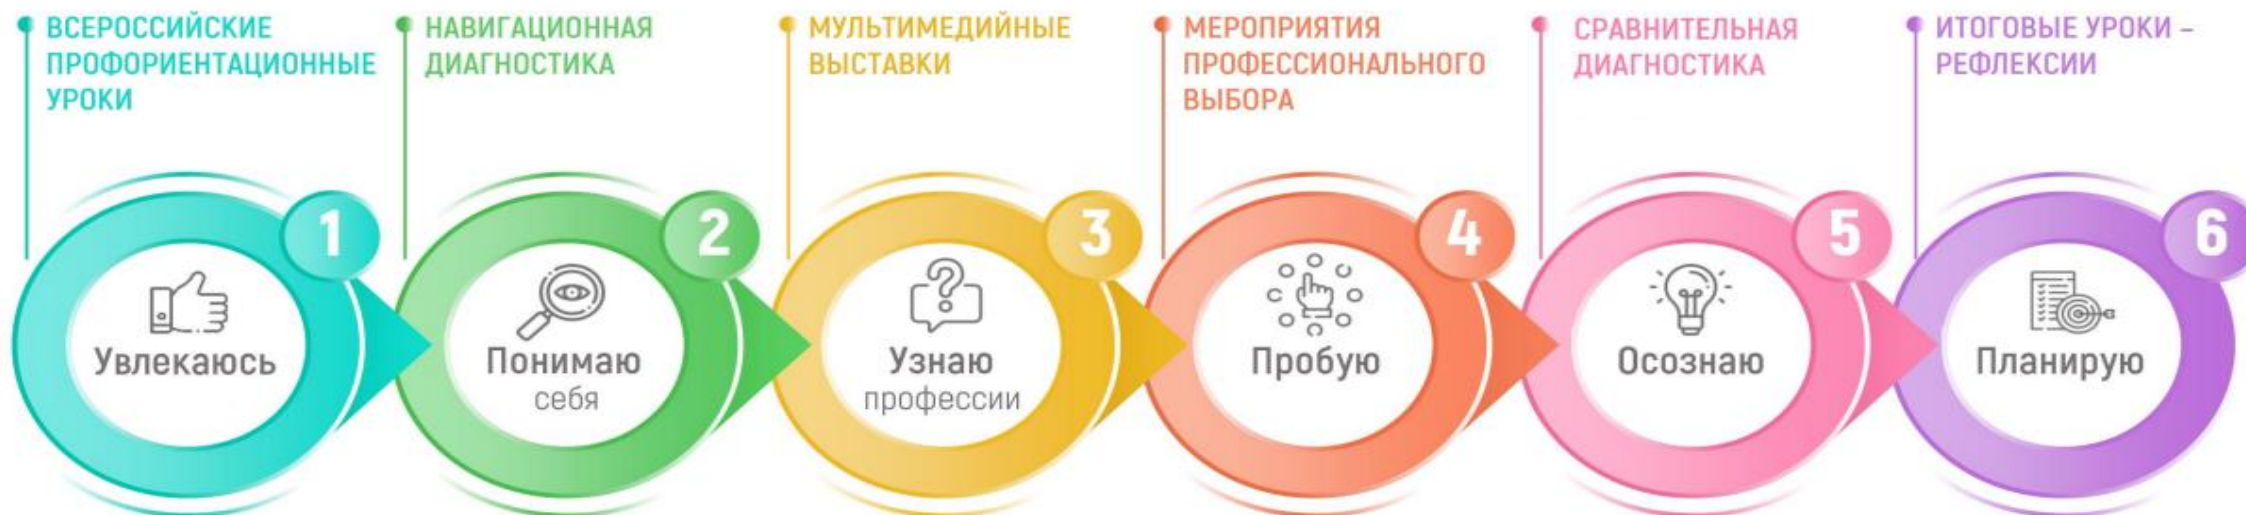 ВСЕРОССИЙСКИЕ
ПРОФОРИЕНТАЦИОННЫЕ
УРОКИ
1
Увлекаюсь
НАВИГАЦИОННАЯ
ДИАГНОСТИКА
2
Понимаю
себя
МУЛЬТИМЕДИЙНЫЕ
ВЫСТАВКИ
3
Узнаю
профессии
МЕРОПРИЯТИЯ
ПРОФЕССИОНАЛЬНОГО
ВЫБОРА
4
Пробую
СРАВНИТЕЛЬНАЯ
ДИАГНОСТИКА
5
Осознаю
ИТОГОВЫЕ УРОКИ –
РЕФЛЕКСИИ
6
Планирую